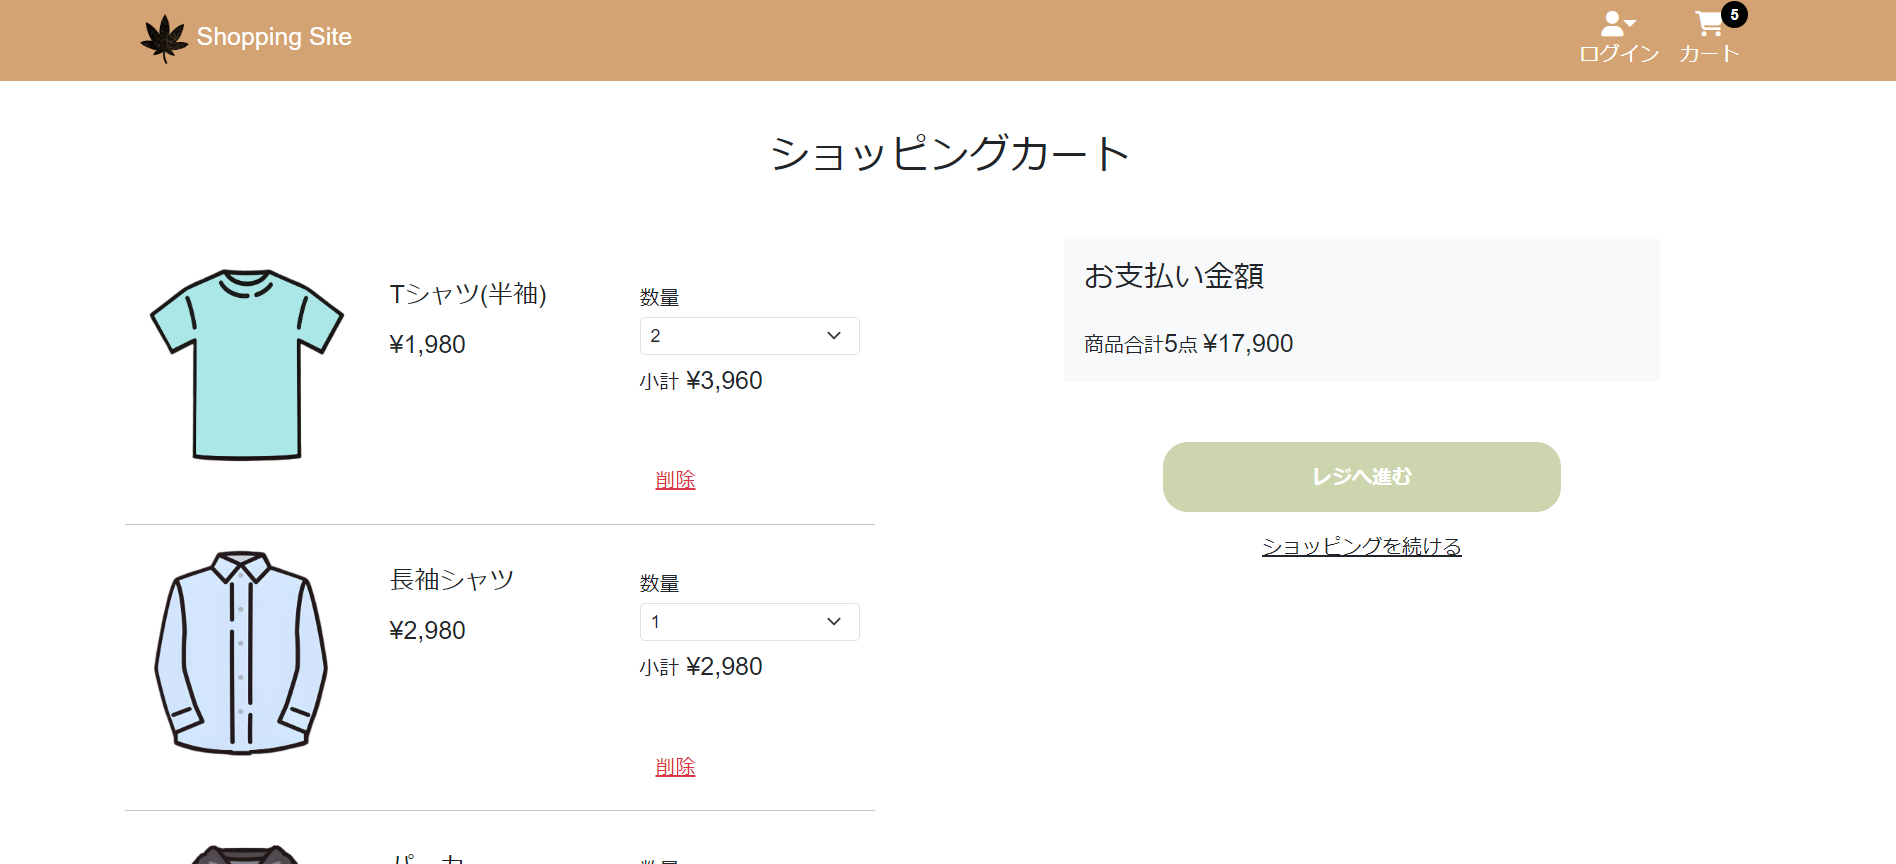 Shopping Site
ログイン
5
カート
ショッピングカート
Tシャツ(半袖)
¥1,980
数量
2
小計 ¥3,960
削除
長袖シャツ
¥2,980
数量
1
小計 ¥2,980
削除
お支払い金額
商品合計5点 ¥17,900
レジへ進む
ショッピングを続ける